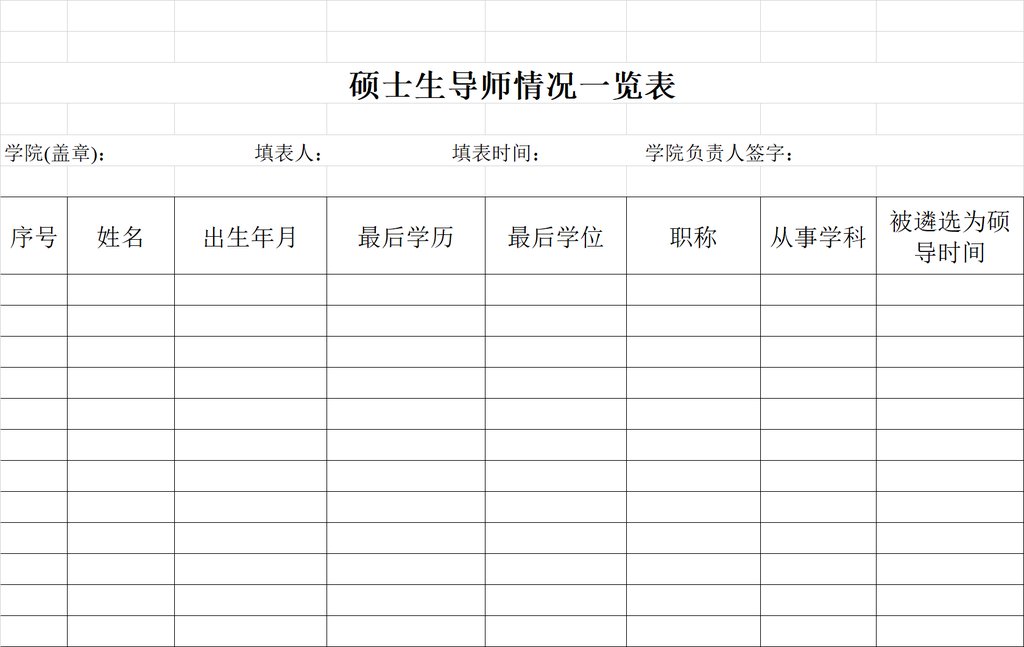 硕士生导师情况一览表
学院(盖章): 填表人: 填表时间: 学院负责人签字:
序号 姓名 出生年月 最后学历 最后学位 职称 从事学科 被遴选为硕导时间